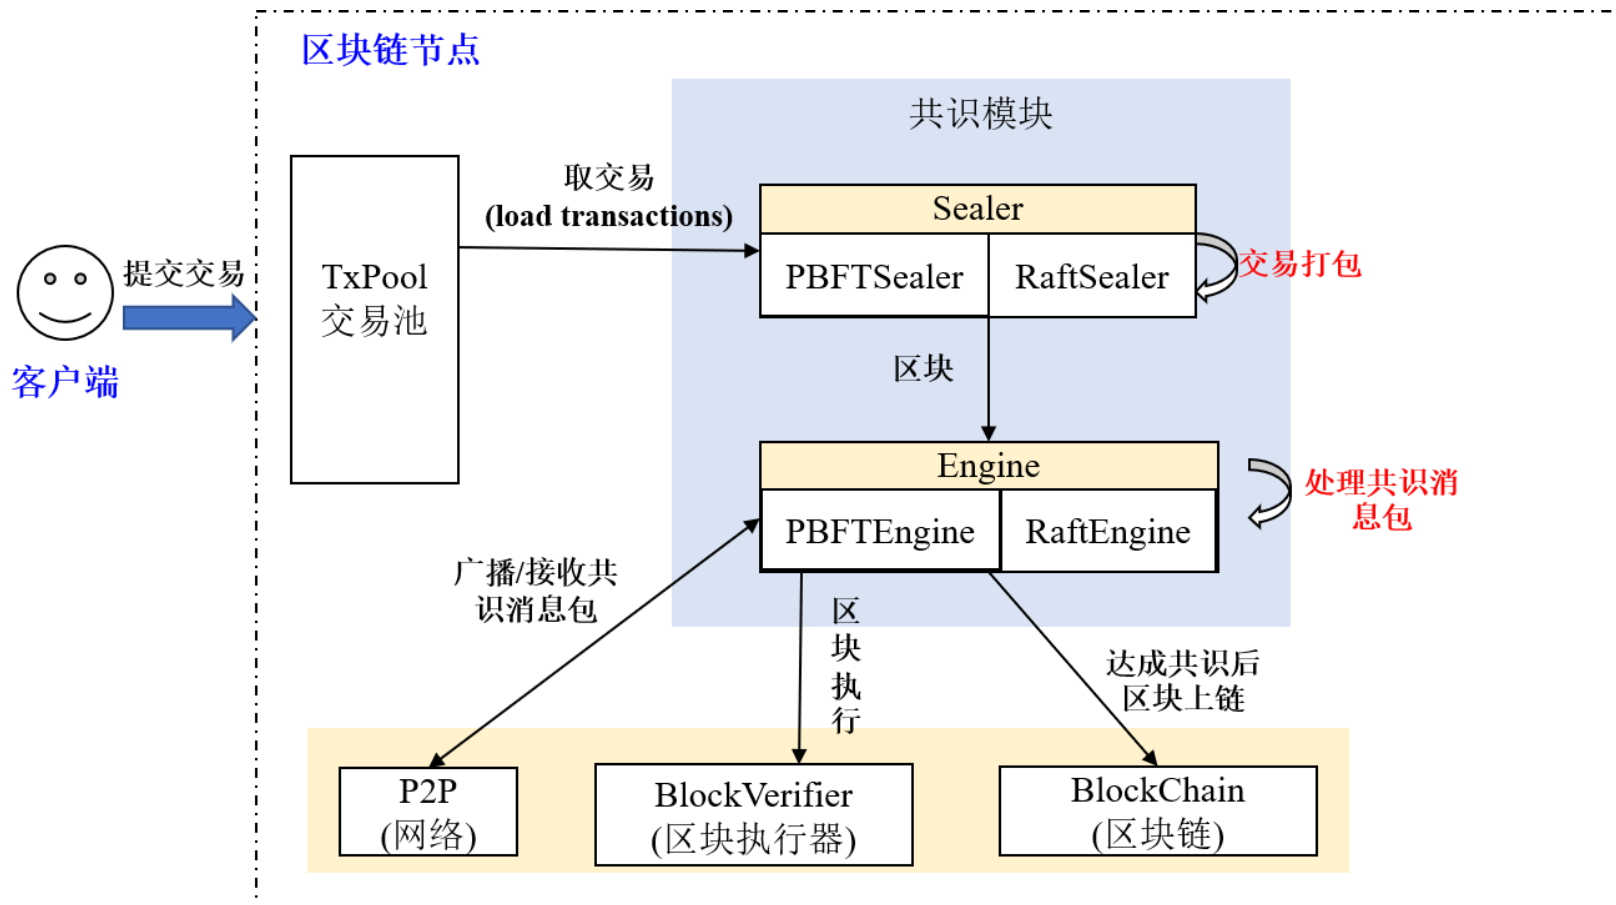 区块链节点
共识模块
取交易
(load transactions)
Sealer
PBFTSealer
RaftSealer
交易打包
提交交易
客户端
TxPool
交易池
区块
Engine
PBFTEngine
RaftEngine
处理共识消
息包
广播/接收共
识消息包
区
块
执
行
达成共识后
区块上链
P2P
(网络)
BlockVerifier
(区块执行器)
BlockChain
(区块链)